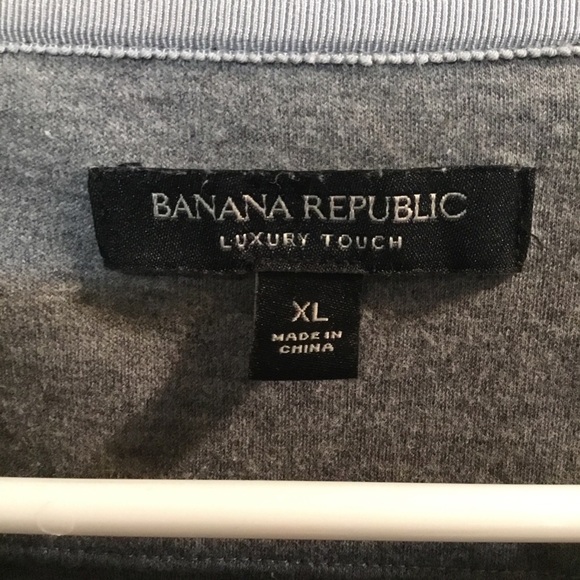 BANANA REPUBLIC
LUXURY TOUCH
XL
MADE IN
CHINA